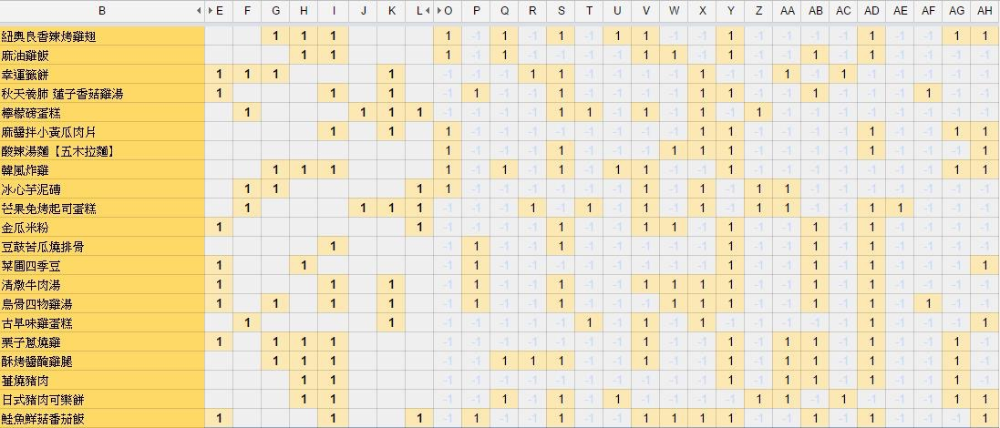 B E F G H I J K L O P Q R S T U V W X Y Z AA AB AC AD AE AF AG AH
紐奧良香辣烤雞翅 1 1 1 1 -1 1 -1 1 -1 1 1 -1 -1 1 -1 -1 -1 -1 1 -1 -1 1 1
麻油雞飯 1 1 1 -1 1 -1 -1 -1 -1 1 1 -1 1 -1 -1 1 -1 1 -1 -1 -1 -1
幸運籤餅 1 1 1 1 -1 -1 -1 1 1 -1 -1 -1 -1 1 -1 -1 1 -1 1 -1 -1 -1 -1 -1
秋天養肺 蓮子香菇雞湯 1 1 1 -1 1 -1 -1 1 -1 -1 -1 -1 1 1 -1 -1 1 -1 -1 -1 1 -1 -1
檸檬磅蛋糕 1 1 1 1 -1 -1 -1 -1 1 1 -1 1 -1 1 -1 1 -1 -1 -1 -1 -1 -1 -1 -1
麻醬拌小黃瓜肉片 1 1 1 -1 -1 -1 -1 -1 -1 -1 -1 1 1 -1 -1 -1 -1 1 -1 -1 1 1
酸辣湯麵【五木拉麵】 1 -1 -1 -1 1 -1 -1 -1 1 1 1 -1 -1 -1 -1 1 -1 -1 -1 1
韓風炸雞 1 1 1 1 -1 1 -1 1 -1 1 1 -1 -1 1 -1 -1 -1 -1 -1 -1 -1 1 1
冰心芋泥磚 1 1 1 1 -1 -1 -1 -1 -1 -1 1 -1 1 -1 1 1 -1 -1 -1 -1 -1 -1 -1
芒果免烤起司蛋糕 1 1 1 1 -1 -1 -1 1 -1 1 -1 1 -1 1 -1 1 1 -1 -1 1 1 -1 -1 -1
金瓜米粉 1 1 -1 -1 -1 -1 1 -1 -1 1 1 -1 1 -1 -1 1 -1 1 -1 -1 -1 -1
豆鼓苦瓜燒排骨 1 -1 1 -1 -1 1 -1 -1 -1 -1 -1 1 -1 -1 1 -1 1 -1 -1 -1 -1
菜圃四季豆 1 1 -1 1 -1 -1 -1 -1 -1 -1 -1 -1 1 -1 -1 1 -1 1 -1 -1 -1 1
清燉牛肉湯 1 1 1 -1 1 -1 -1 1 -1 -1 1 1 1 1 -1 -1 1 -1 1 -1 -1 -1 -1
烏骨四物雞湯 1 1 1 1 -1 1 -1 -1 1 -1 -1 -1 1 1 1 -1 -1 1 -1 1 -1 1 -1 -1
古早味雞蛋糕 1 1 -1 -1 -1 -1 -1 1 -1 1 -1 1 -1 -1 -1 -1 -1 1 -1 -1 -1 1
栗子蔥燒雞 1 1 1 1 -1 -1 -1 -1 -1 -1 -1 1 -1 -1 1 -1 1 1 -1 1 -1 -1 1 -1
酥烤醬醃雞腿 1 1 1 -1 -1 1 1 1 -1 -1 1 -1 -1 1 -1 1 1 -1 1 -1 -1 1 -1
薑燒豬肉 1 1 -1 -1 -1 -1 -1 -1 -1 -1 -1 -1 1 -1 1 1 -1 1 -1 -1 1 -1
日式豬肉可樂餅 1 1 -1 -1 1 -1 1 -1 1 -1 -1 -1 -1 1 1 -1 1 -1 -1 -1 1 1
鮭魚鮮菇番茄飯 1 1 1 -1 -1 -1 -1 1 -1 -1 1 1 1 1 -1 -1 1 -1 1 -1 -1 -1 1